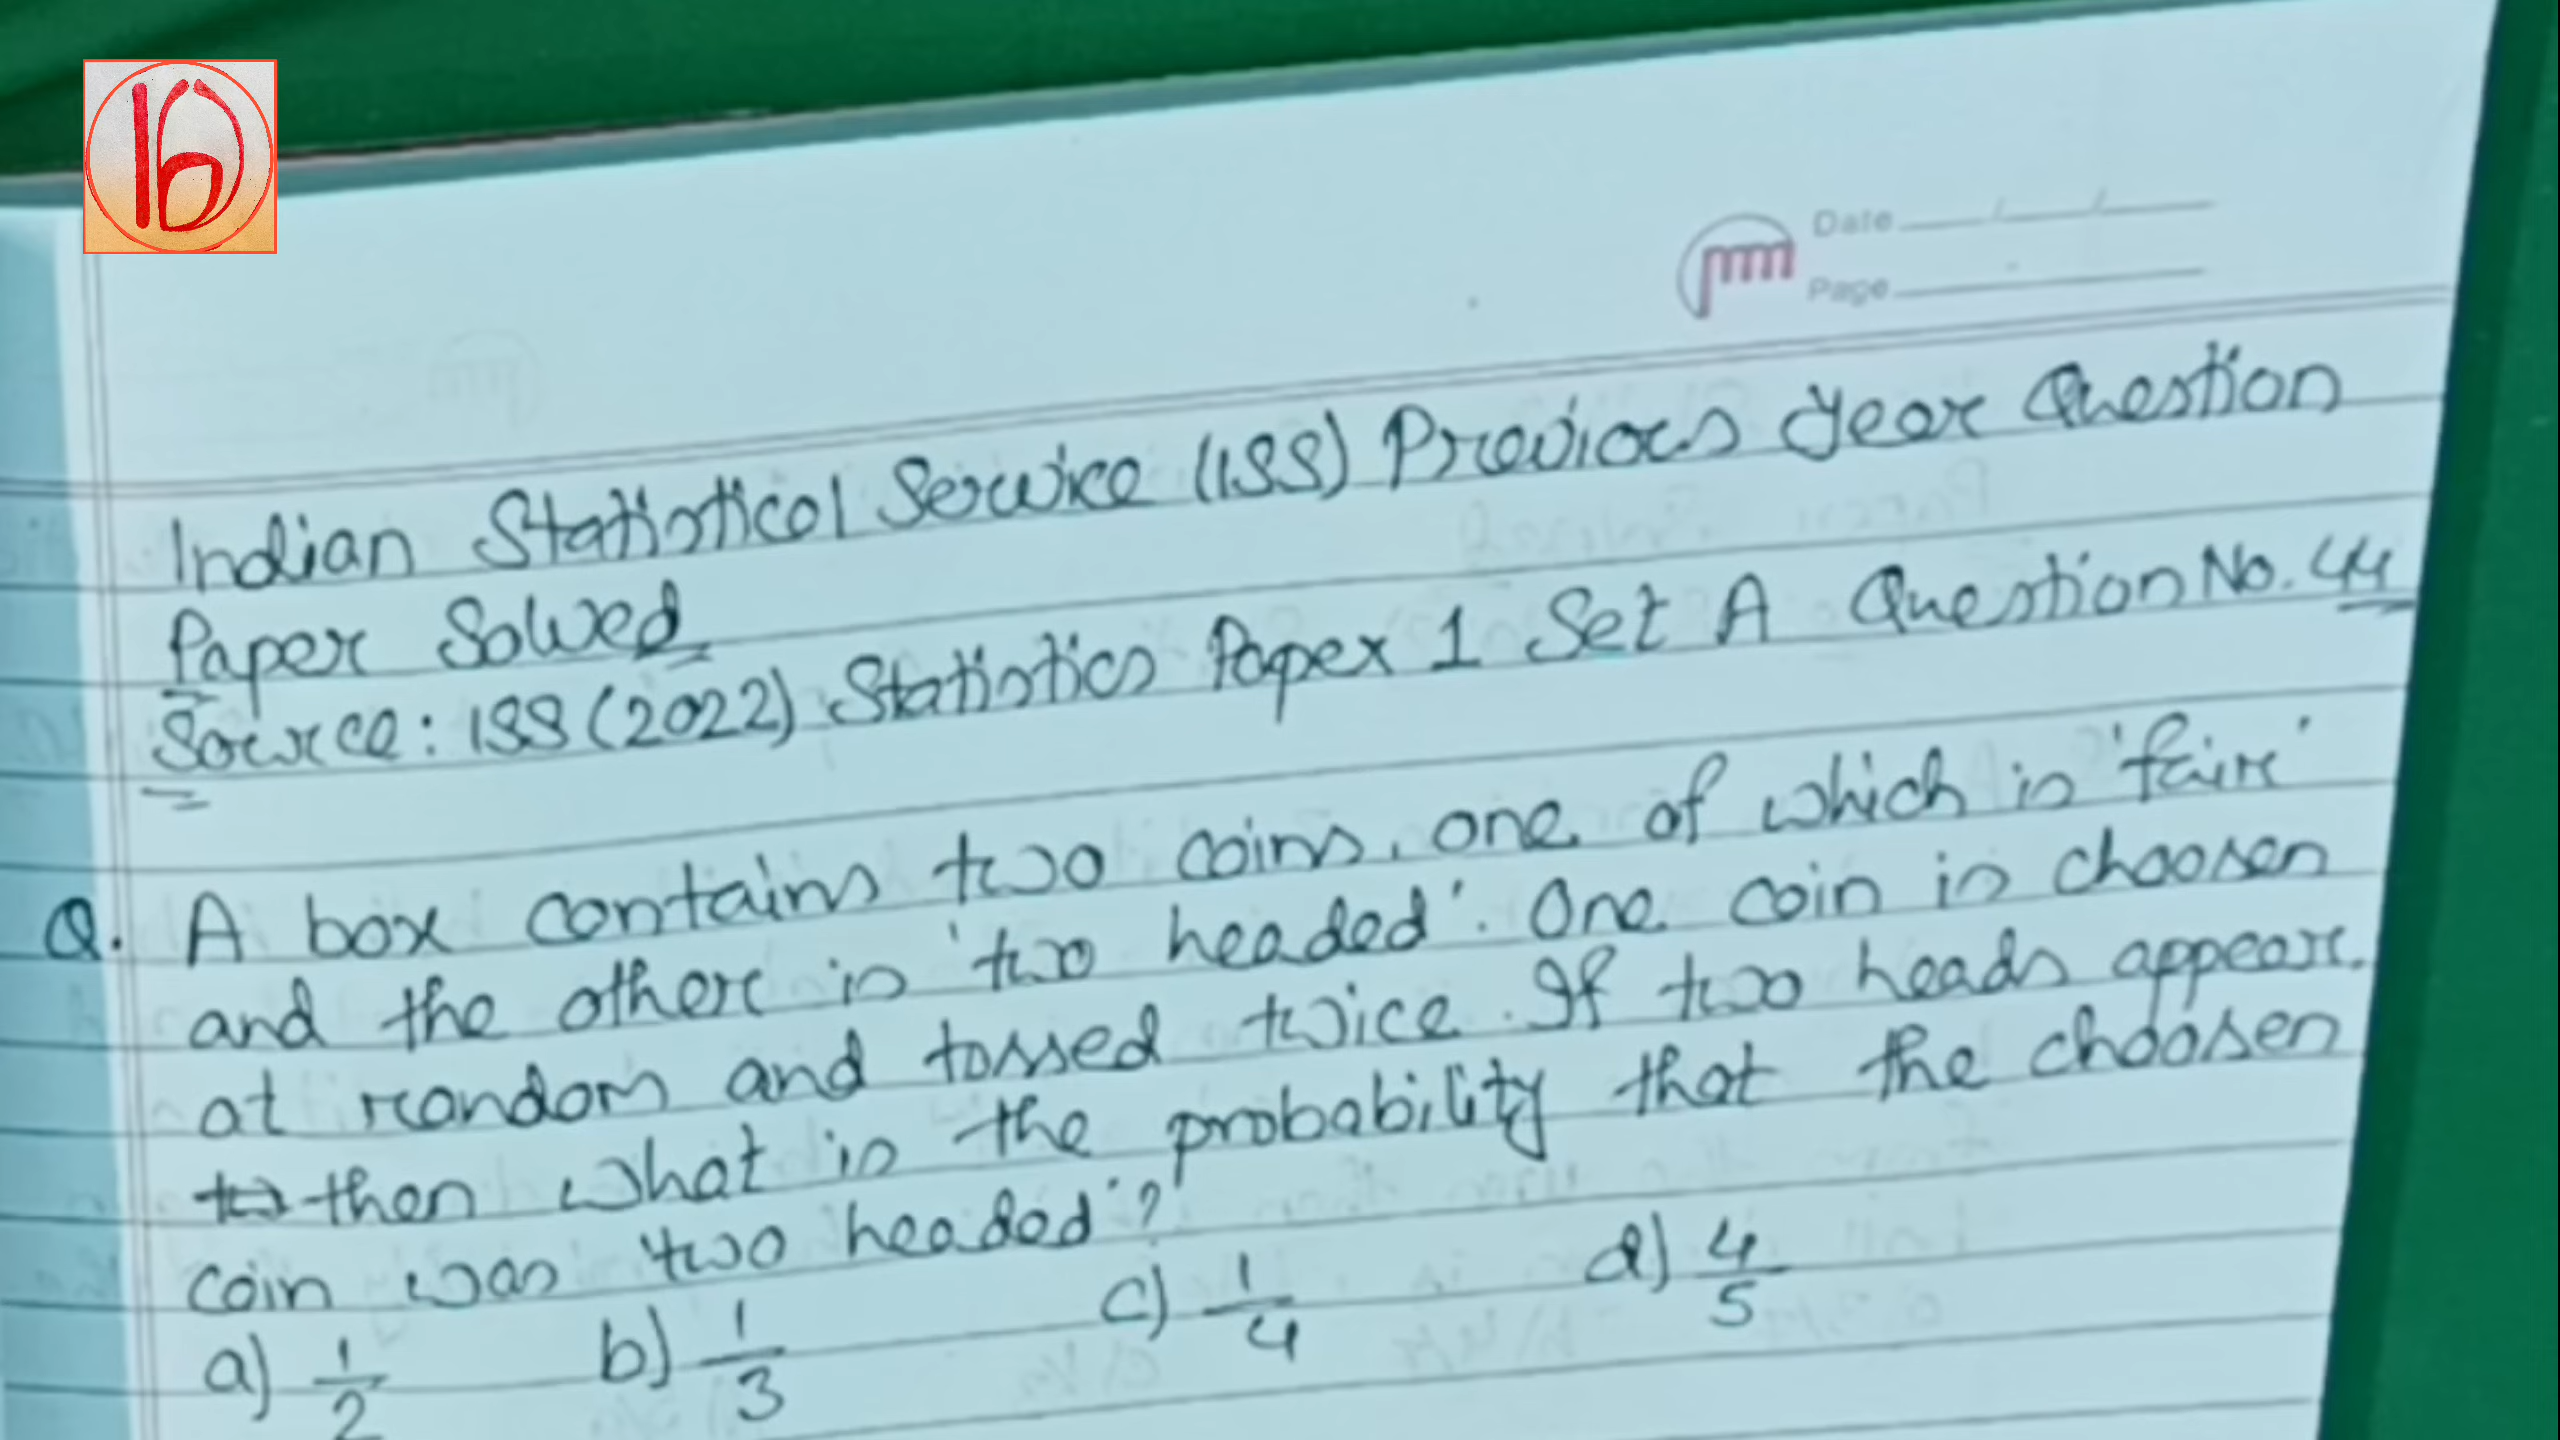 Date
Page
Indian Statistical Service (ISS) Previous year Question
Paper Solved
Source: ISS (2022) Statistics Paper 1 Set A Question No. 44
Q. A box contains two coins, one of which is 'fair'
and the other is 'two headed'. One coin is choosen
at random and tossed twice. If two heads appear.
then what is the probability that the choosen
coin was 'two headed'?
a) 1/2 b) 1/3 c) 1/4 d) 4/5